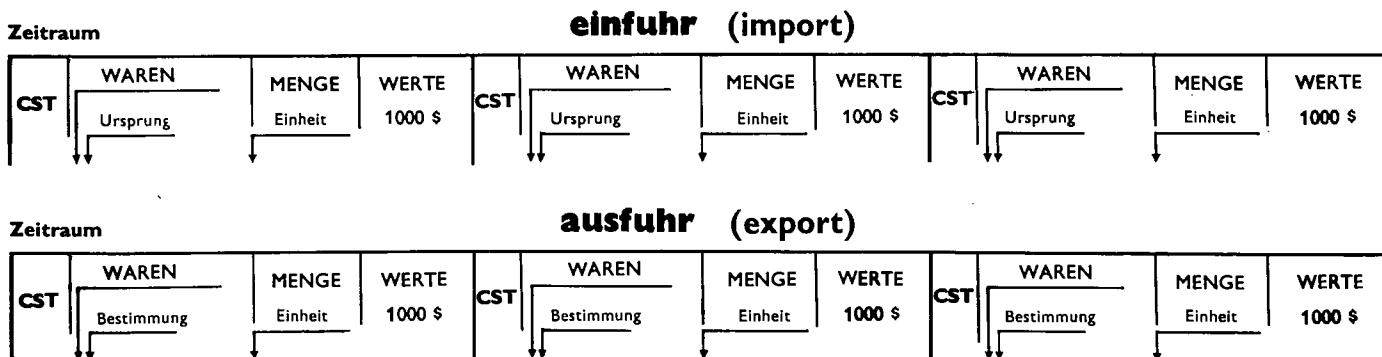 Zeitraum einfuhr (import)
WAREN MENGE WERTE WAREN MENGE WERTE WAREN MENGE WERTE
CST Ursprung Einheit 1000 $ CST Ursprung Einheit 1000 $ CST Ursprung Einheit 1000 $
Zeitraum ausfuhr (export)
WAREN MENGE WERTE WAREN MENGE WERTE WAREN MENGE WERTE
CST Bestimmung Einheit 1000 $ CST Bestimmung Einheit 1000 $ CST Bestimmung Einheit 1000 $